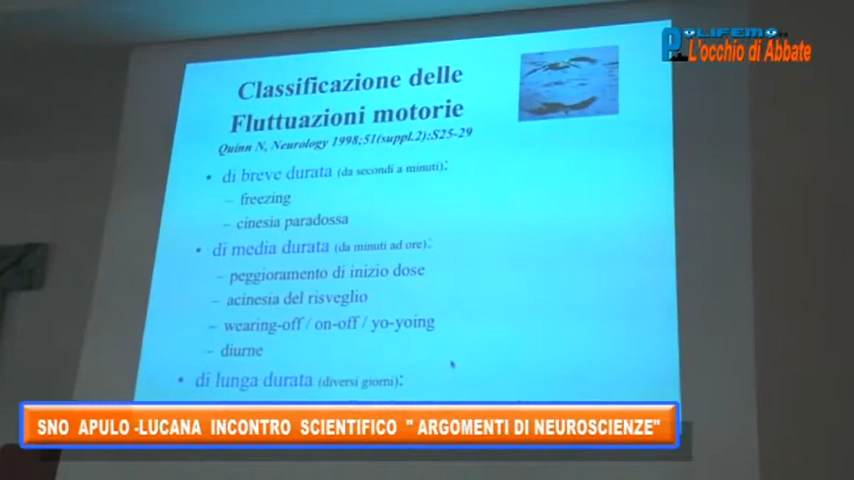 POLIFEMO
L'occhio di Abbate
Classificazione delle
Fluttuazioni motorie
Quinn N, Neurology 1998;51(suppl.2):S25-29
• di breve durata (da secondi a minuti):
– freezing
– cinesia paradossa
• di media durata (da minuti ad ore):
– peggioramento di inizio dose
– acinesia del risveglio
– wearing-off / on-off / yo-yoing
– diurne
• di lunga durata (diversi giorni):
SNO APULO -LUCANA INCONTRO SCIENTIFICO " ARGOMENTI DI NEUROSCIENZE"